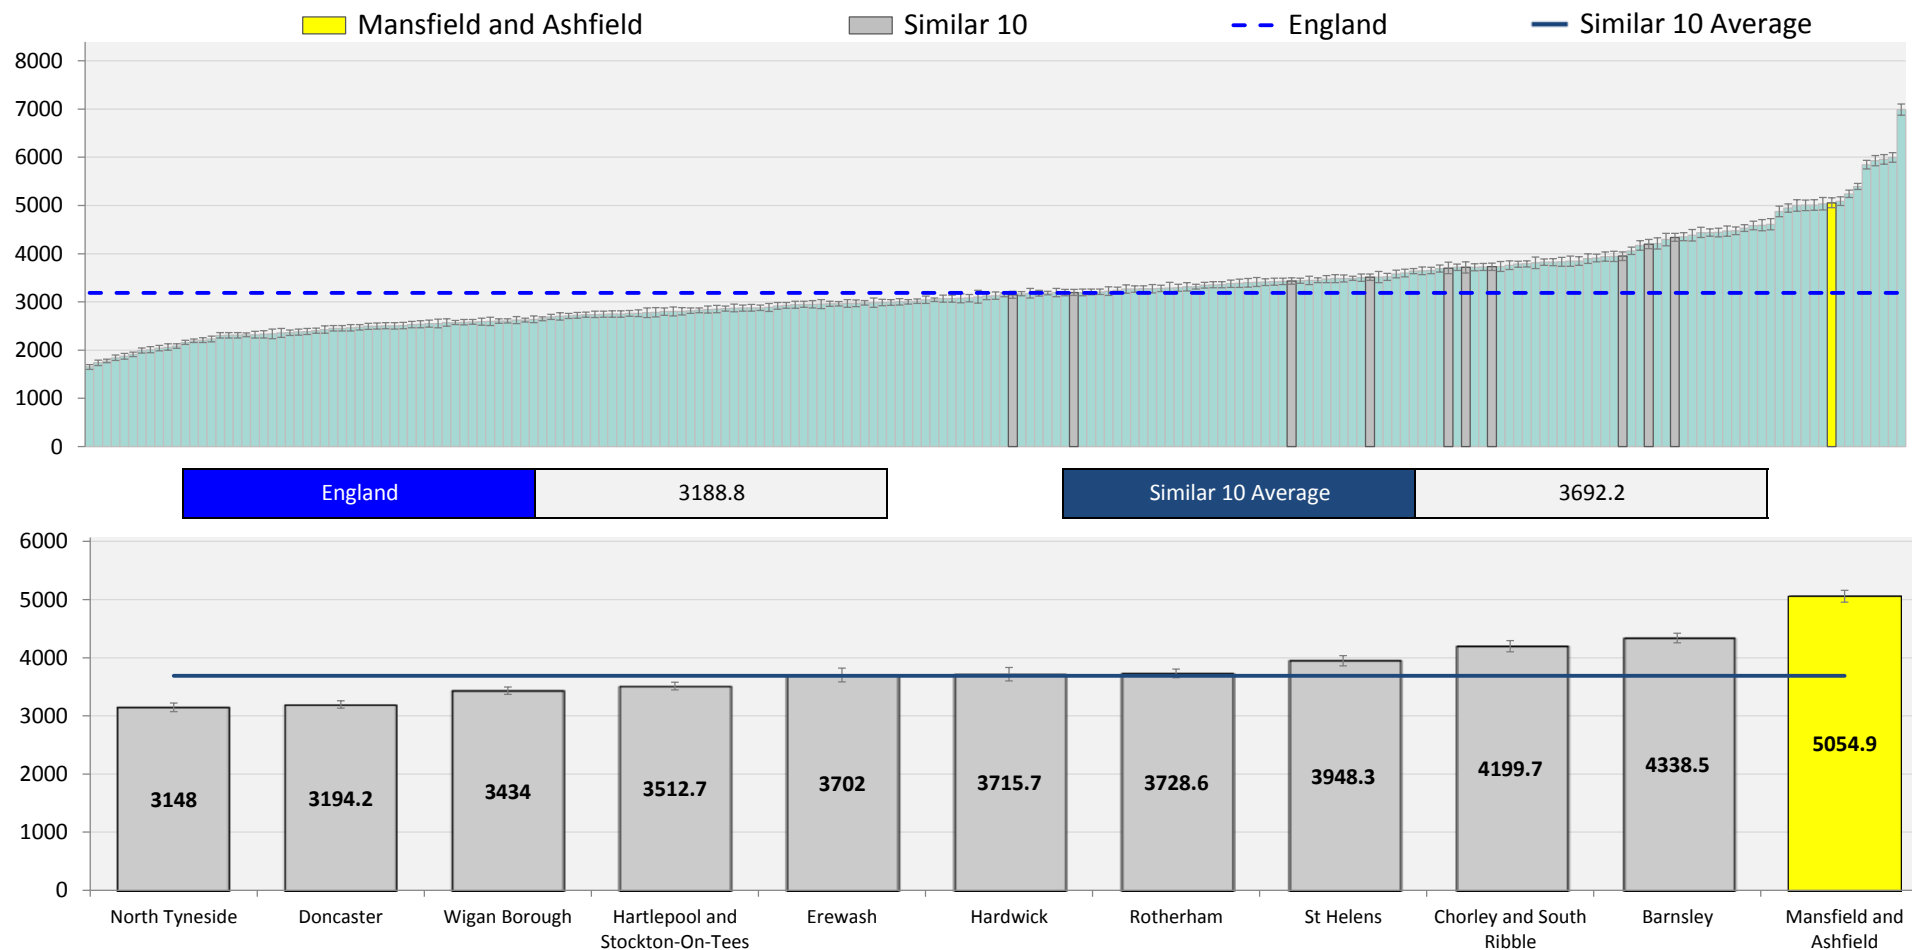 Mansfield and Ashfield
Similar 10
England
Similar 10 Average
8000
7000
6000
5000
4000
3000
2000
1000
0
England 3188.8
Similar 10 Average 3692.2
6000
5000
4000
3000
2000
1000
0
3148
3194.2
3434
3512.7
3702
3715.7
3728.6
3948.3
4199.7
4338.5
5054.9
North Tyneside
Doncaster
Wigan Borough
Hartlepool and
Stockton-On-Tees
Erewash
Hardwick
Rotherham
St Helens
Chorley and South
Ribble
Barnsley
Mansfield and
Ashfield